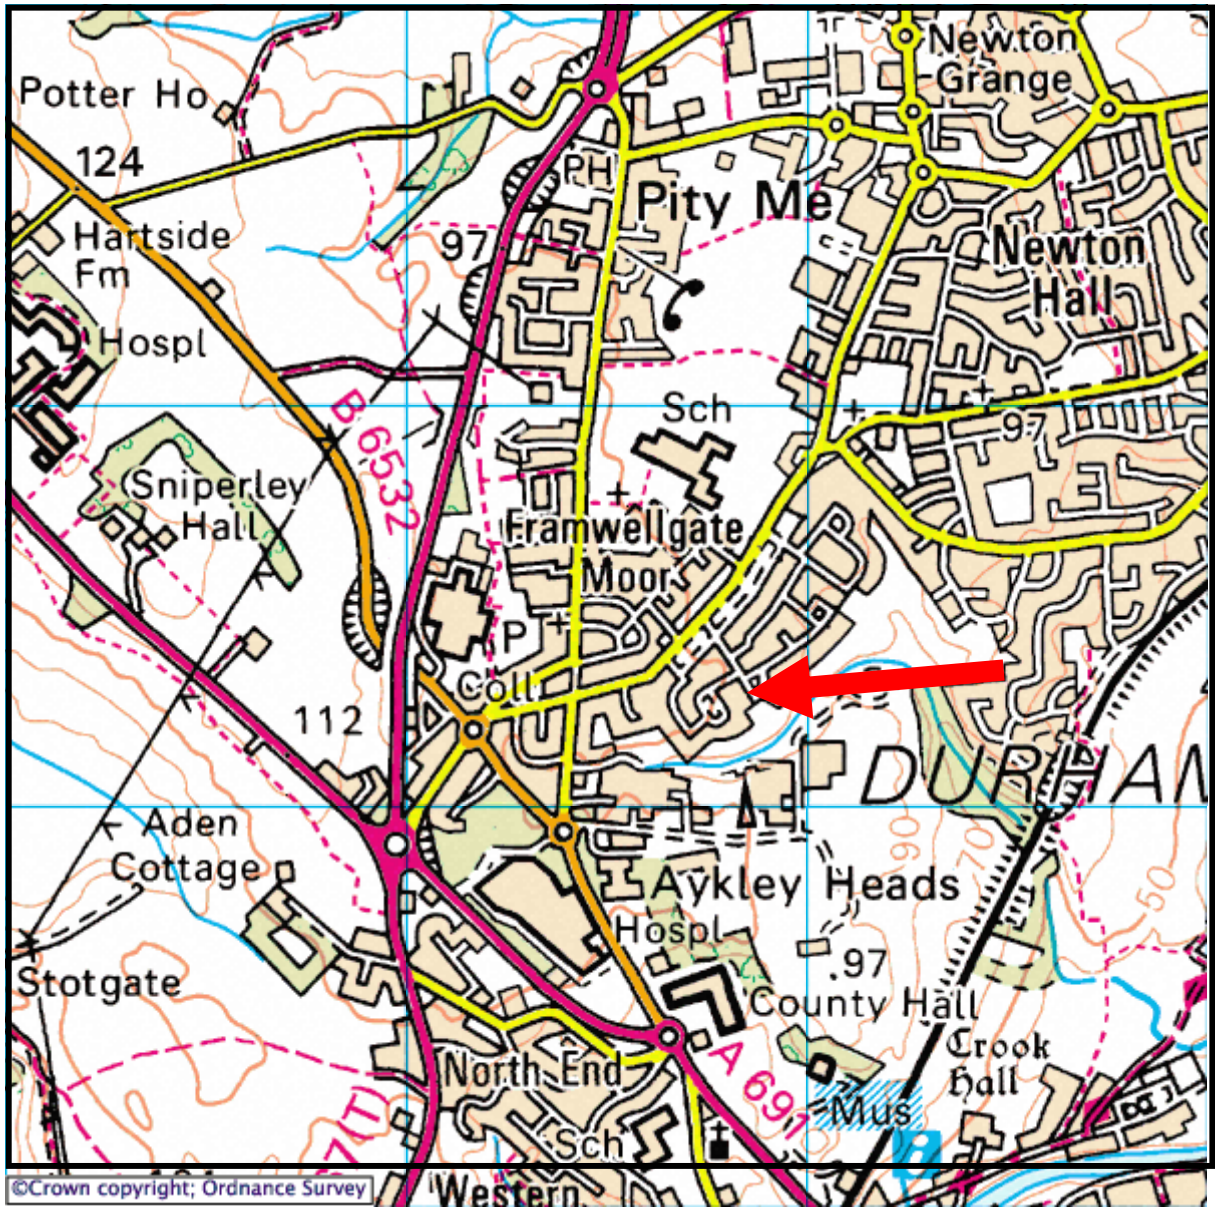 Newton
Grange
Potter Ho
124
PH
Pity Me
Hartside
Fm
97
Newton
Hall
Hospl
B 6532
Sch
97
Sniperley
Hall
Framwellgate
Moor
P
Coll
112
DURHAM
Aden
Cottage
Aykley Heads
90
70
50
Hospl
.97
Stotgate
County Hall
Crook
Hall
North End
A 691
7(T)
Mus
i
Sch
©Crown copyright; Ordnance Survey
Western